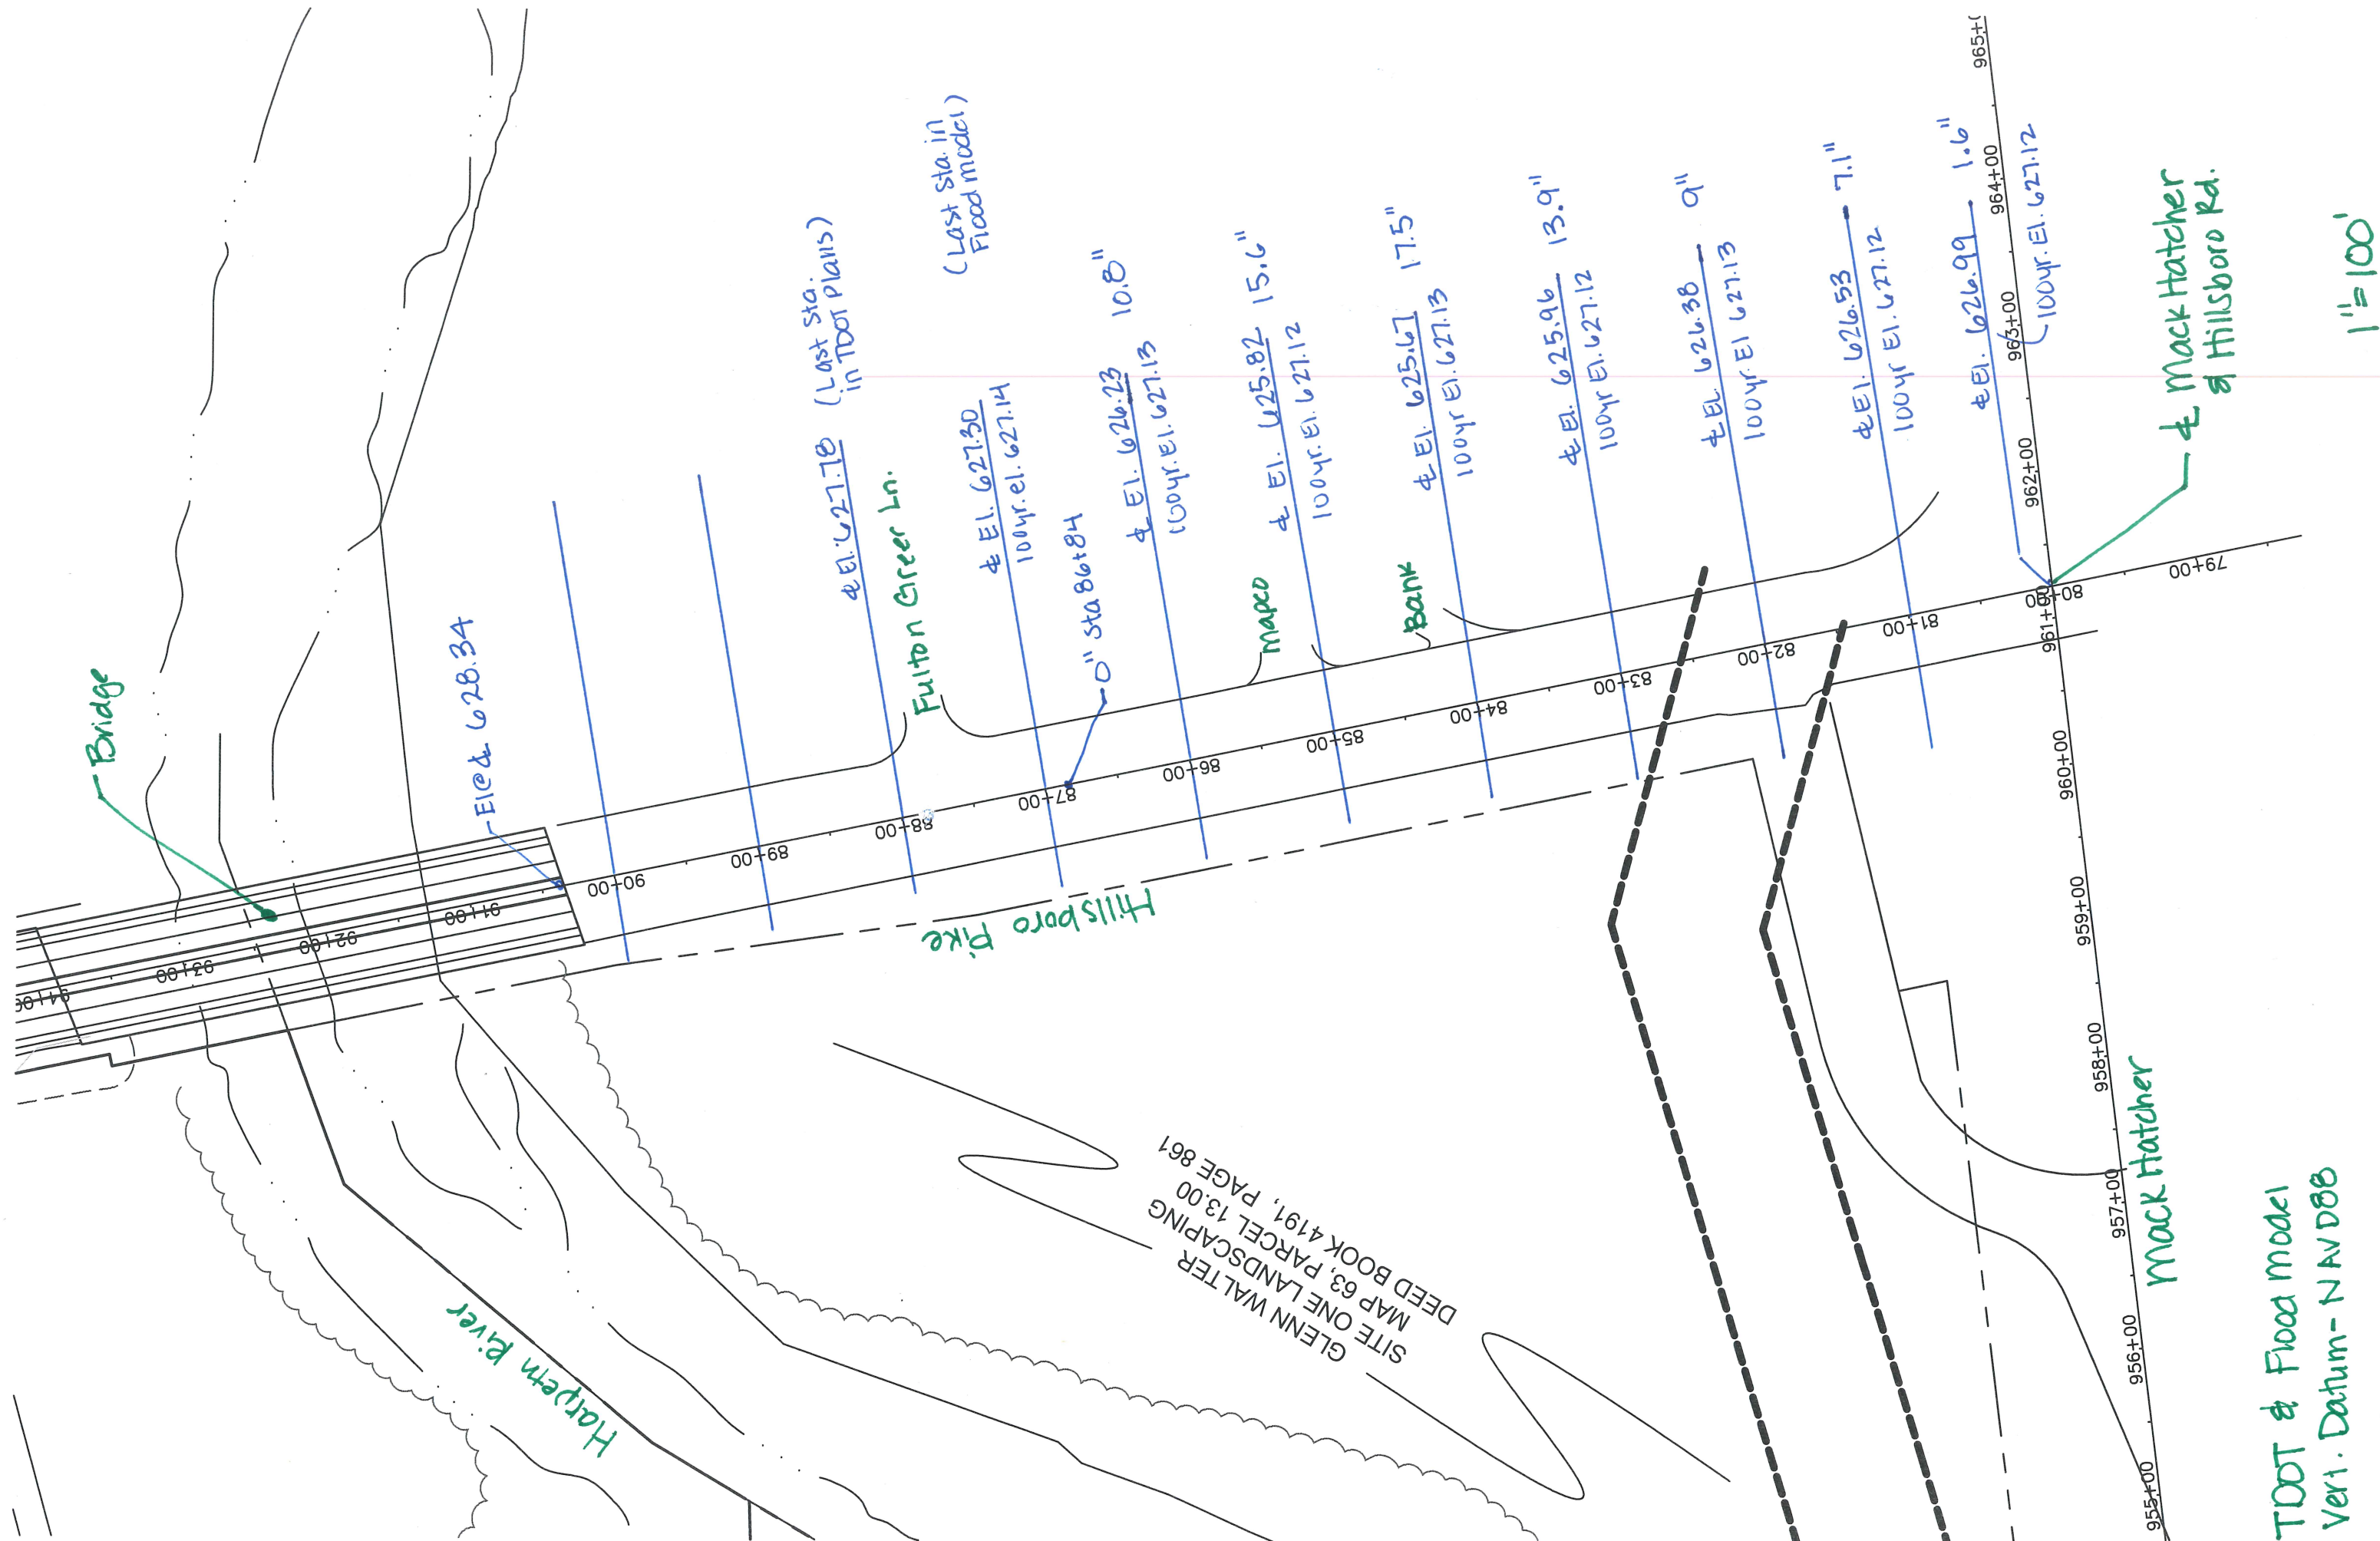 Bridge
El@℄ 628.34
℄ El. 627.78 (Last Sta.
in TDOT Plans)
Fulton Greer Ln.
(Last Sta. in
Flood model)
℄ El. 627.30
100yr. el. 627.14
0" sta 86+84
℄ El. 626.23 10.8"
100yr. El. 627.13
mapco
℄ El. 625.82 15.6"
100yr. El. 627.12
Bank
℄ El. 625.67 17.5"
100yr El. 627.13
℄ El. 625.96 13.9"
100yr El. 627.12
℄ EL 626.38 9"
100yr. El 627.13
℄ El. 626.53 7.1"
100yr El. 627.12
℄ El. 626.99 1.6"
100yr. El. 627.12
℄ Mack Hatcher
& Hillsboro Rd.
1"=100'
94+00
93+00
92+00
91+00
90+00
89+00
88+00
87+00
86+00
85+00
84+00
83+00
82+00
81+00
80+00
79+00
Hillsboro
Pike
Harpeth River
GLENN WALTER
SITE ONE LANDSCAPING
MAP 63, PARCEL 13.00
DEED BOOK 4191, PAGE 861
955+00
956+00
957+00
958+00
959+00
960+00
961+00
962+00
963+00
964+00
965+0
Mack Hatcher
TDOT & Flood model
Vert. Datum- NAVD88